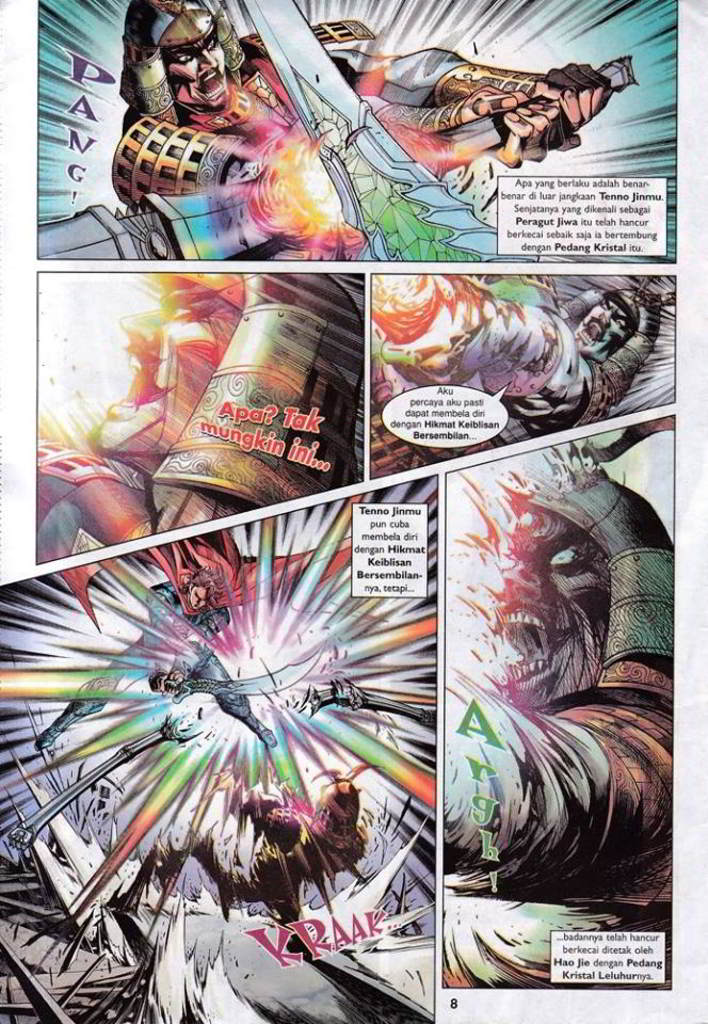 PANG!
Apa yang berlaku adalah benar-
benar di luar jangkaan Tenno Jinmu.
Senjatanya yang dikenali sebagai
Peragut Jiwa itu telah hancur
berkecai sebaik saja ia bertembung
dengan Pedang Kristal itu.
Apa? Tak
mungkin ini...
Aku
percaya aku pasti
dapat membela diri
dengan Hikmat Keiblisan
Bersembilan...
Tenno Jinmu
pun cuba
membela diri
dengan Hikmat
Keiblisan
Bersembilan-
nya, tetapi...
KRAAK..
Argh!
...badannya telah hancur
berkecai ditetak oleh
Hao Jie dengan Pedang
Kristal Leluhurnya.
8